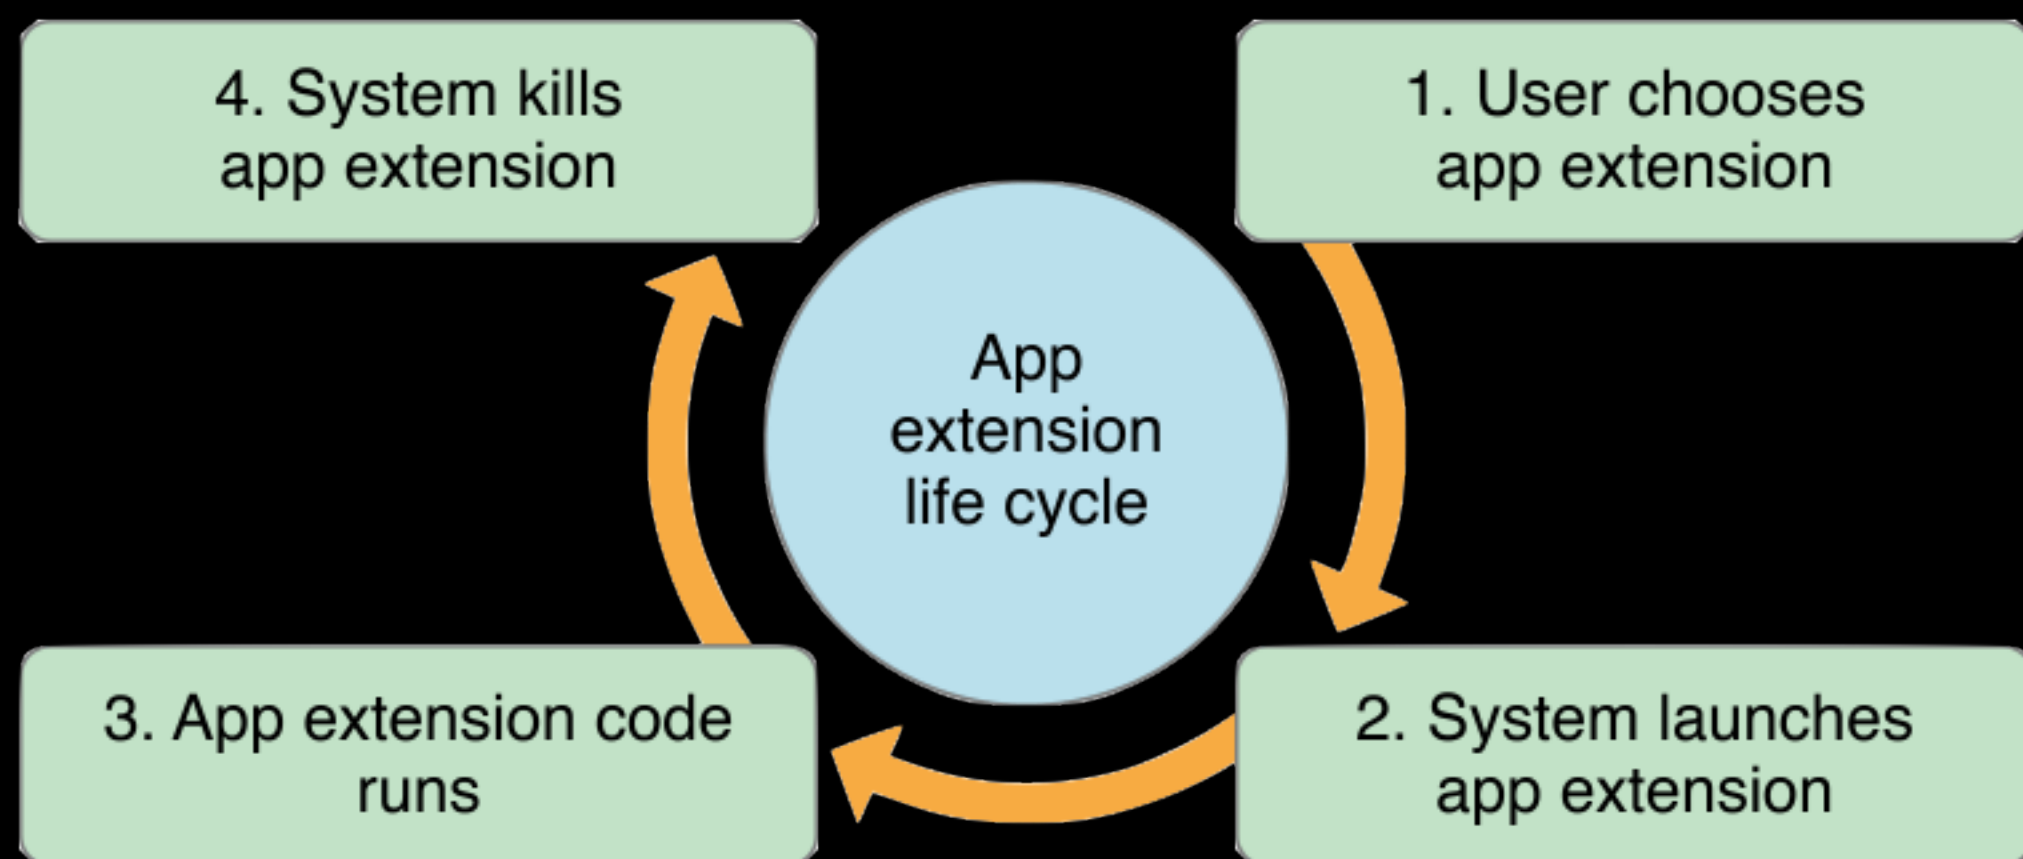 4. System kills
app extension
1. User chooses
app extension
App
extension
life cycle
3. App extension code
runs
2. System launches
app extension